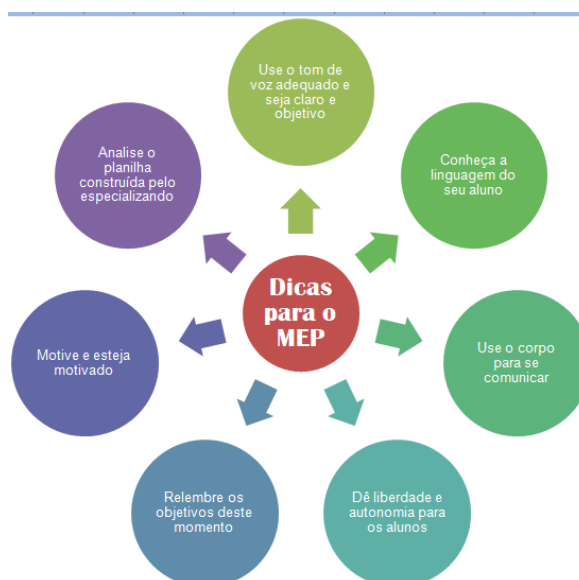 Use o tom de
voz adequado e
seja claro e
objetivo
Conheça a
linguagem do
seu aluno
Use o corpo
para se
comunicar
Dê liberdade e
autonomia para
os alunos
Relembre os
objetivos deste
momento
Motive e esteja
motivado
Analise o
planilha
construída pelo
especializando
Dicas
para o
MEP